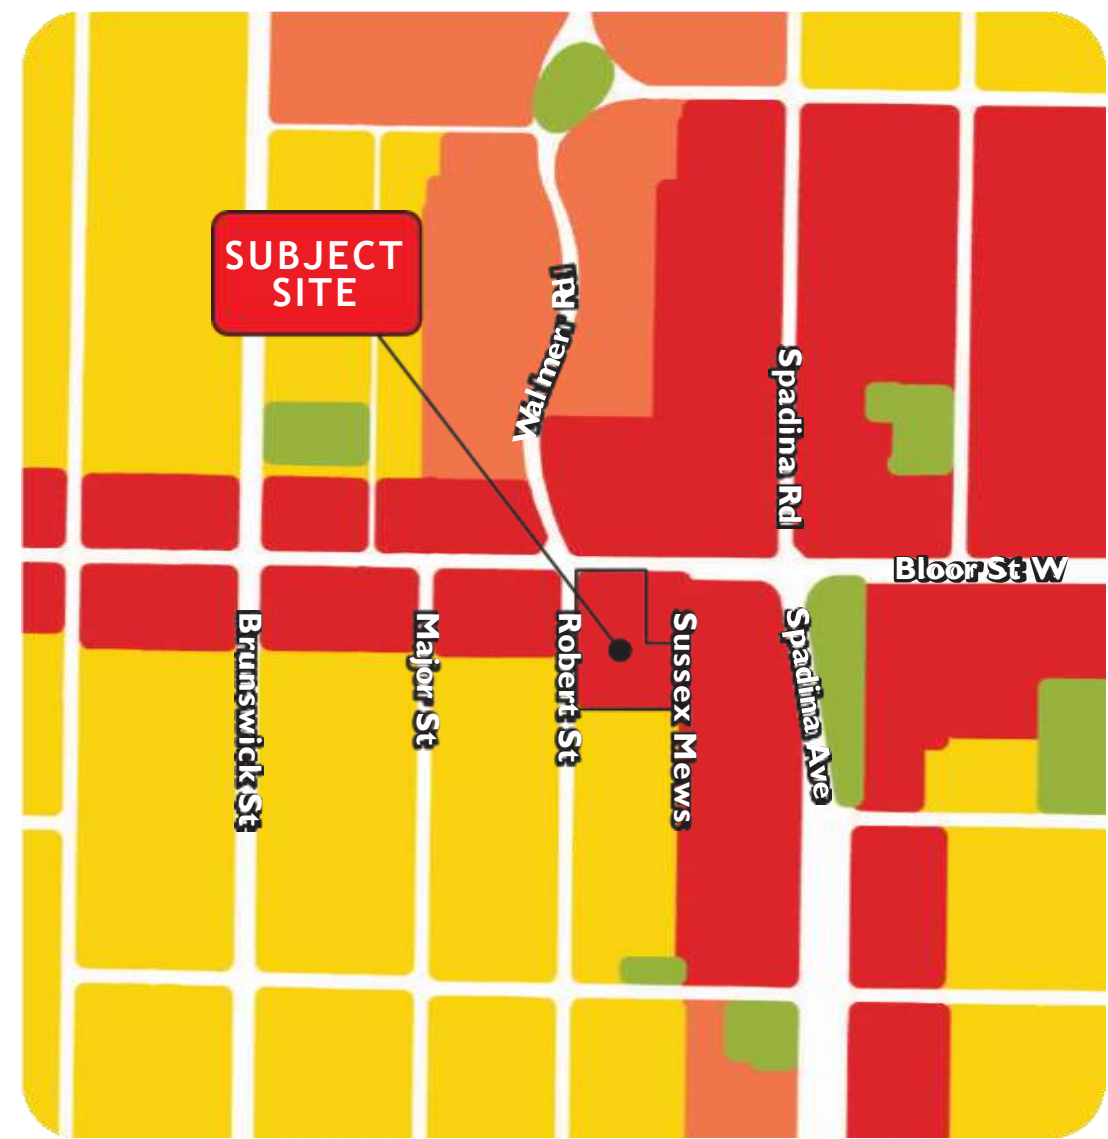 SUBJECT
SITE
Walmer Rd
Spadina Rd
Bloor St W
Brunswick St
Major St
Robert St
Sussex Mews
Spadina Ave